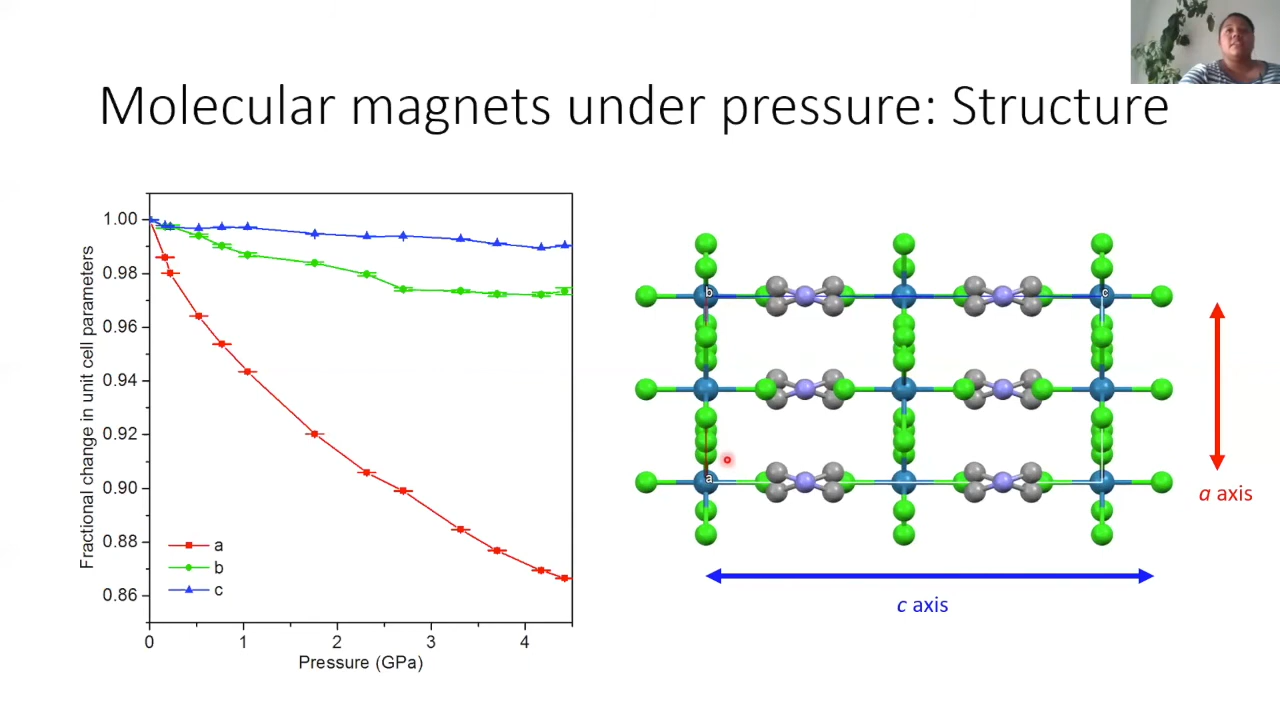 Molecular magnets under pressure: Structure
Fractional change in unit cell parameters
1.00
0.98
0.96
0.94
0.92
0.90
0.88
0.86
a
b
c
0
1
2
3
4
Pressure (GPa)
b
c
a
a axis
c axis